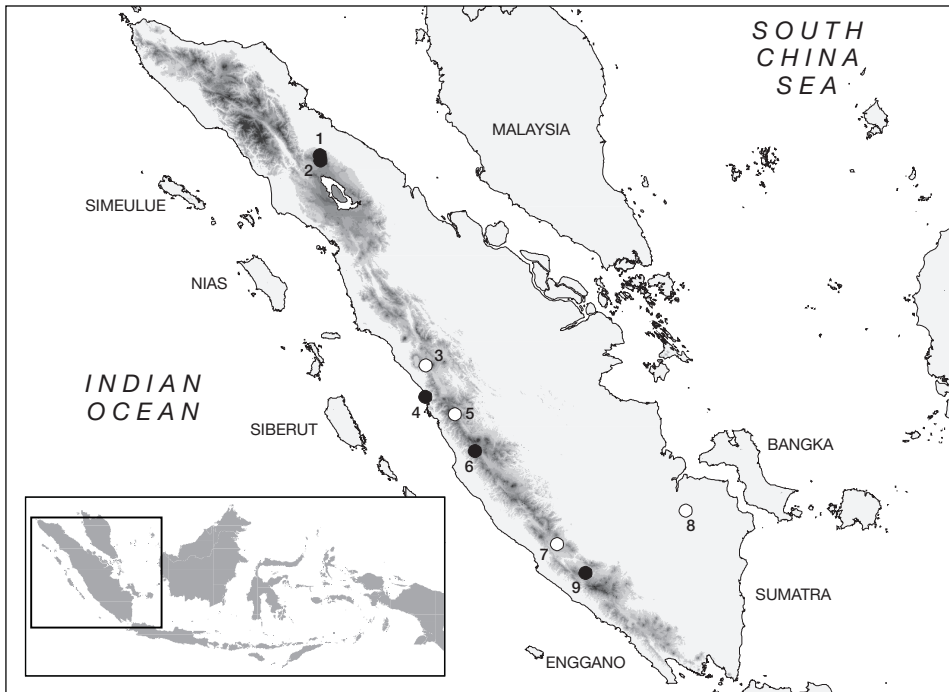 SOUTH
CHINA
SEA
MALAYSIA
1
2
SIMEULUE
NIAS
3
INDIAN
OCEAN
4
5
SIBERUT
6
BANGKA
8
7
9
SUMATRA
ENGGANO